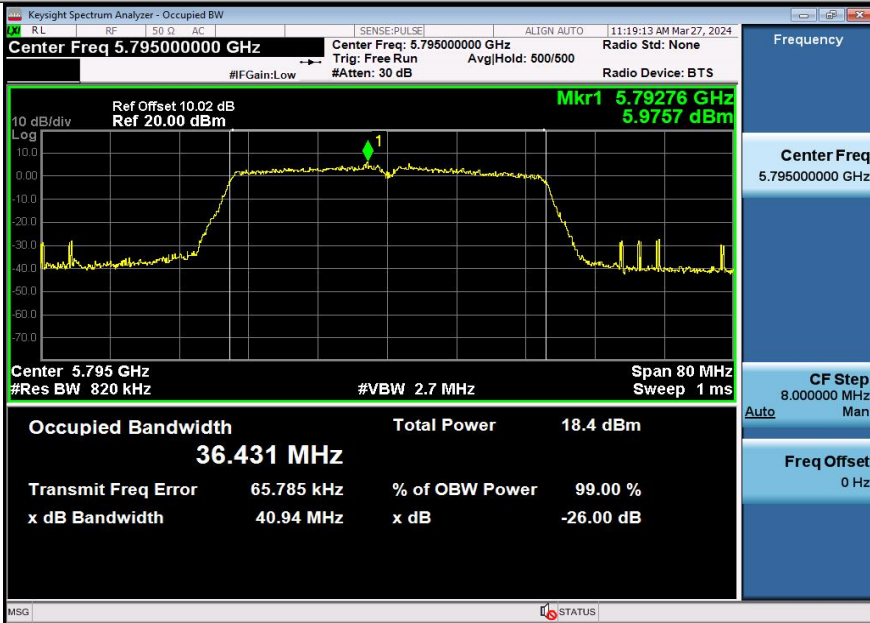 Keysight Spectrum Analyzer - Occupied BW
LXI RL RF 50 Ω AC SENSE:PULSE ALIGN AUTO 11:19:13 AM Mar 27, 2024
Center Freq 5.795000000 GHz
Center Freq: 5.795000000 GHz Radio Std: None
Trig: Free Run Avg|Hold: 500/500
#IFGain:Low #Atten: 30 dB Radio Device: BTS
Ref Offset 10.02 dB Mkr1 5.79276 GHz
10 dB/div Ref 20.00 dBm 5.9757 dBm
Log
1
10.0
0.00
-10.0
-20.0
-30.0
-40.0
-50.0
-60.0
-70.0
Center 5.795 GHz Span 80 MHz
#Res BW 820 kHz #VBW 2.7 MHz Sweep 1 ms
Occupied Bandwidth Total Power 18.4 dBm
36.431 MHz
Transmit Freq Error 65.785 kHz % of OBW Power 99.00 %
x dB Bandwidth 40.94 MHz x dB -26.00 dB
Frequency
Center Freq
5.795000000 GHz
CF Step
8.000000 MHz
Auto Man
Freq Offset
0 Hz
MSG STATUS